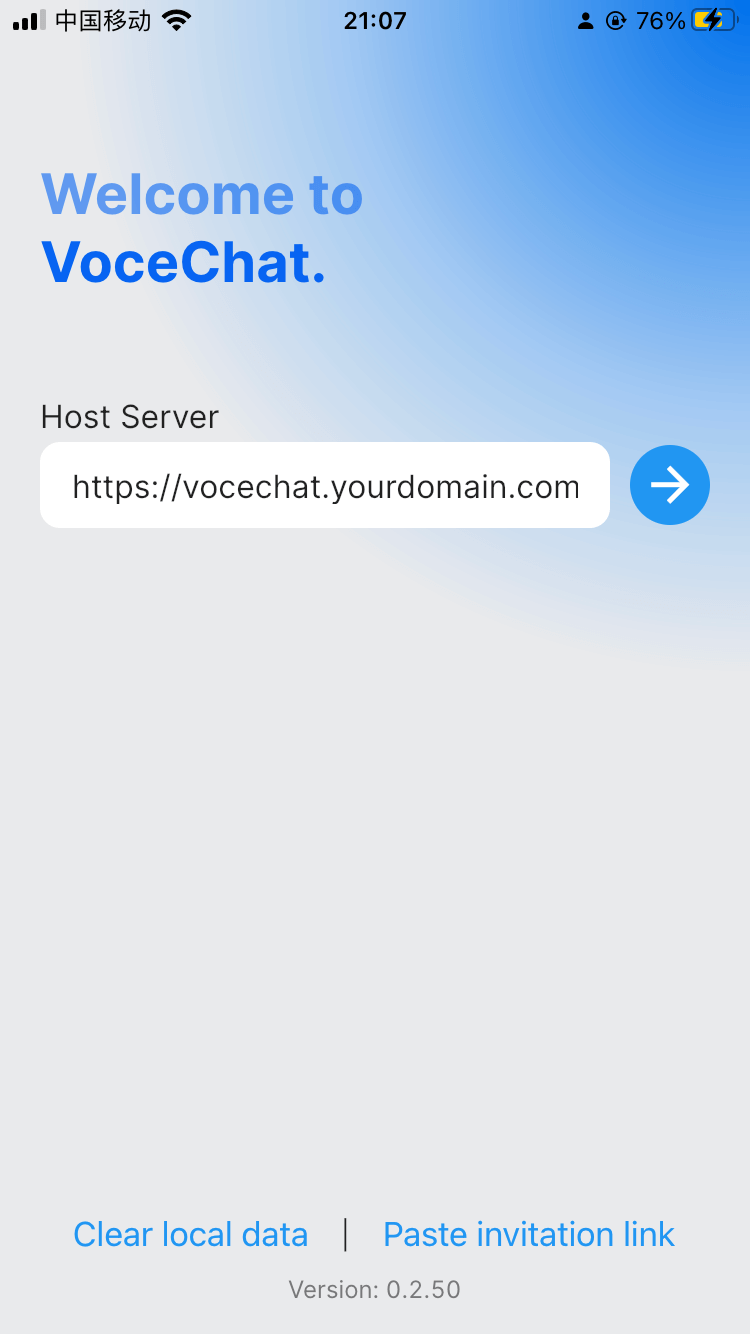 中国移动
21:07
76%
Welcome to
VoceChat.
Host Server
https://vocechat.yourdomain.com
Clear local data | Paste invitation link
Version: 0.2.50